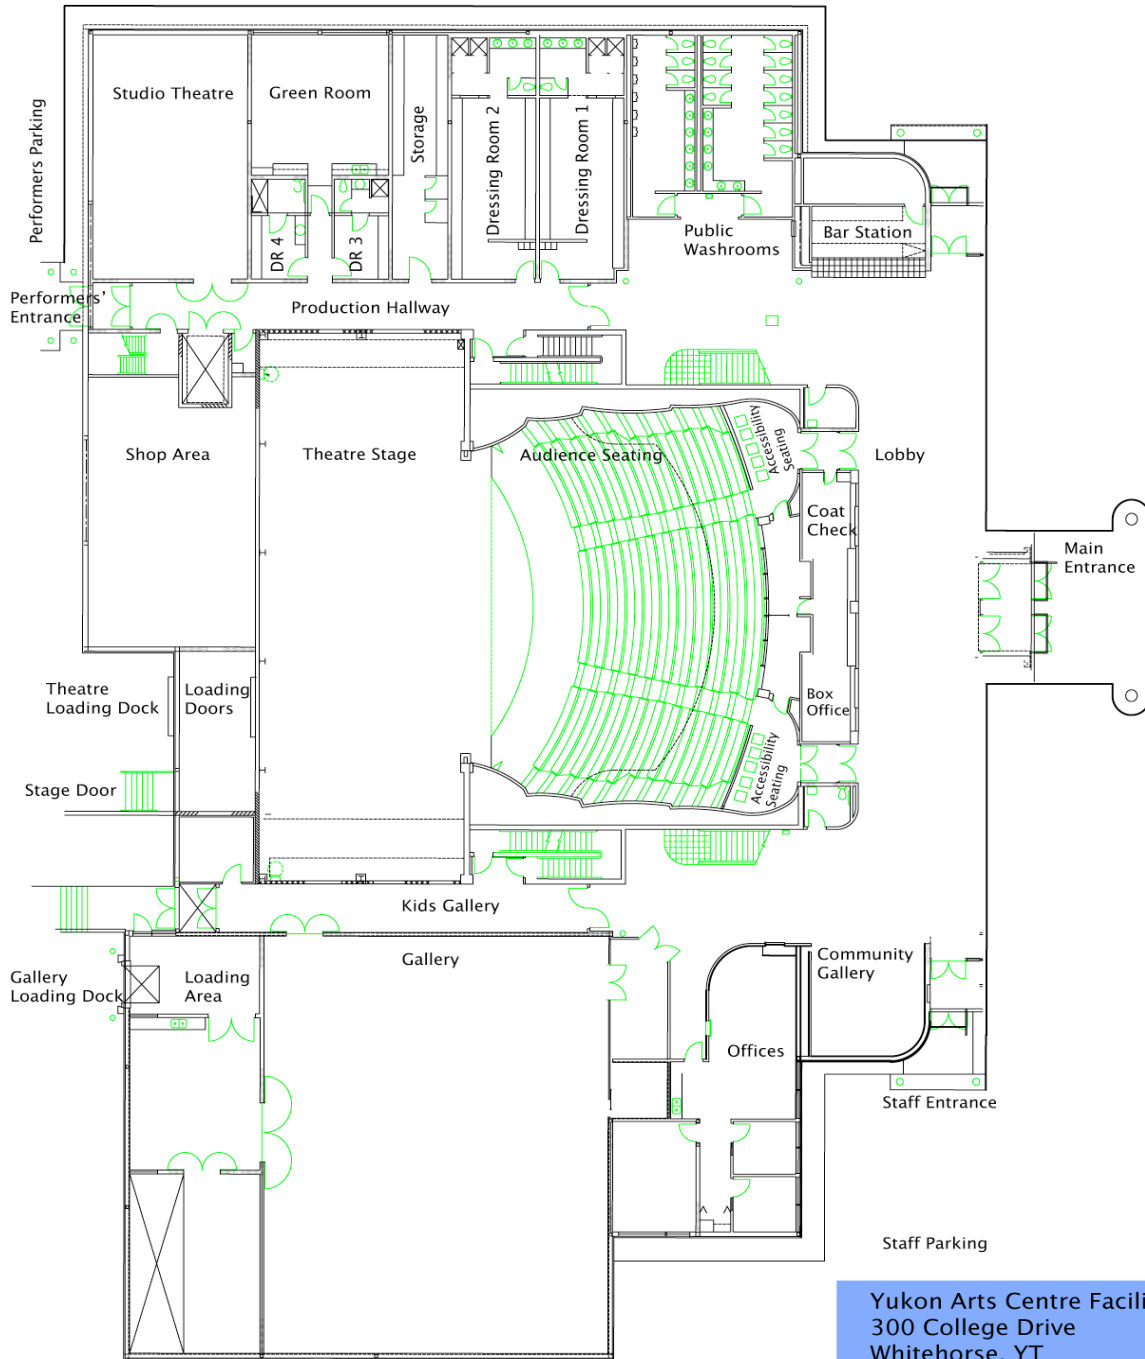 Studio Theatre
Green Room
Storage
Dressing Room 2
Dressing Room 1
Performers Parking
DR 4
DR 3
Public
Washrooms
Bar Station
Performers'
Entrance
Production Hallway
Shop Area
Theatre Stage
Audience Seating
Accessibility
Seating
Lobby
Coat
Check
Main
Entrance
Theatre
Loading Dock
Loading
Doors
Box
Office
Stage Door
Accessibility
Seating
Kids Gallery
Gallery
Gallery
Loading Dock
Loading
Area
Community
Gallery
Offices
Staff Entrance
Staff Parking
Yukon Arts Centre Facili
300 College Drive
Whitehorse, YT